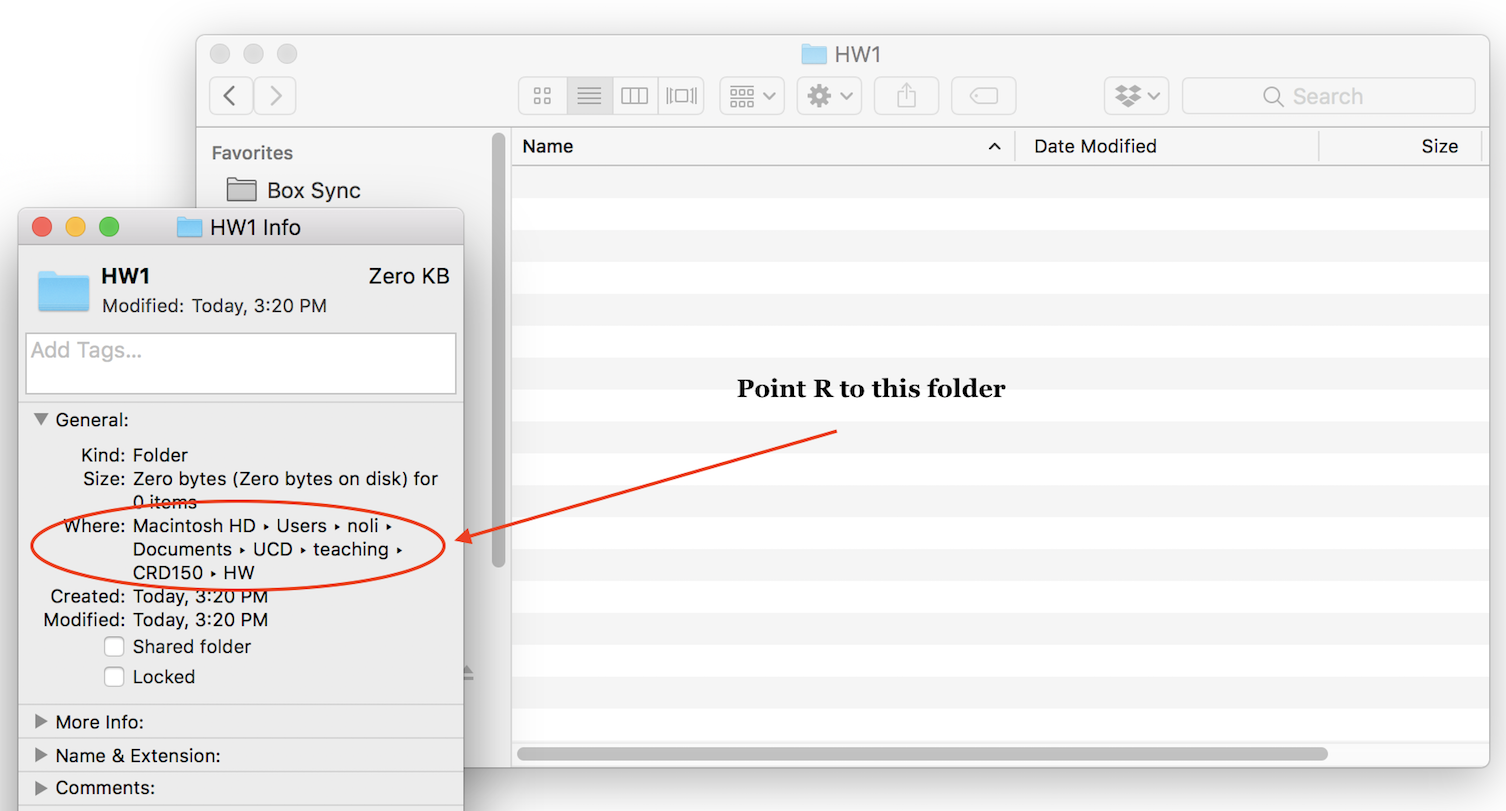 HW1
Search
Favorites
Box Sync
Name
Date Modified
Size
HW1 Info
HW1
Zero KB
Modified: Today, 3:20 PM
Add Tags...
General:
Kind: Folder
Size: Zero bytes (Zero bytes on disk) for
0 items
Where: Macintosh HD ▸ Users ▸ noli ▸
Documents ▸ UCD ▸ teaching ▸
CRD150 ▸ HW
Created: Today, 3:20 PM
Modified: Today, 3:20 PM
Shared folder
Locked
More Info:
Name & Extension:
Comments:
Point R to this folder